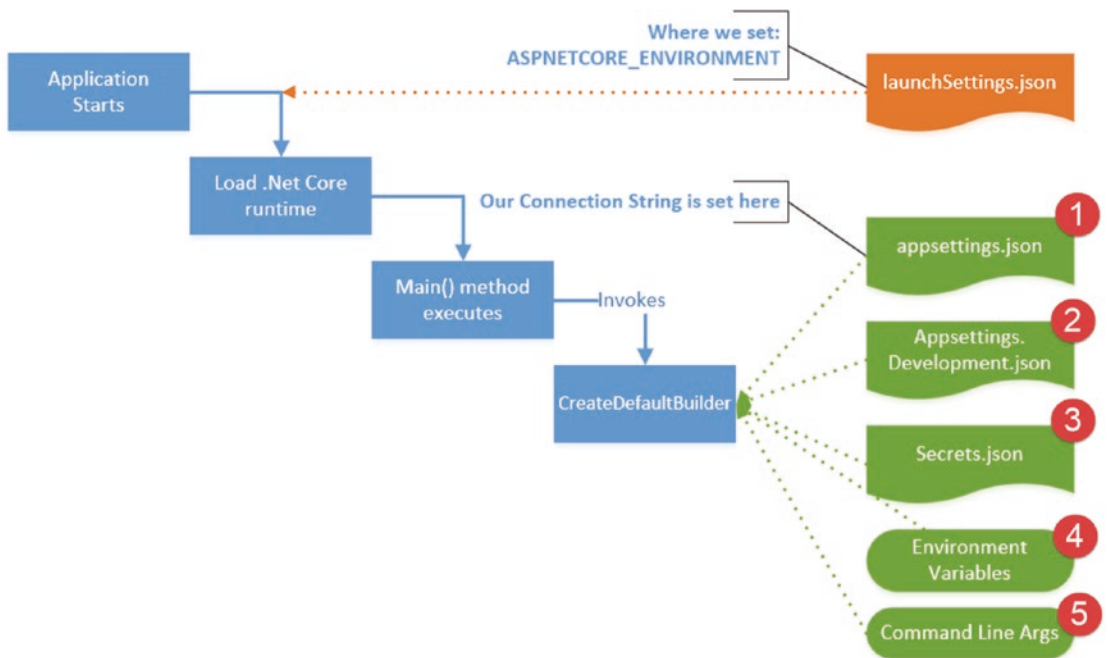 Where we set:
ASPNETCORE_ENVIRONMENT
Application
Starts
launchSettings.json
Load .Net Core
runtime
Our Connection String is set here
1
appsettings.json
Main() method
executes
Invokes
2
Appsettings.
Development.json
CreateDefaultBuilder
3
Secrets.json
4
Environment
Variables
5
Command Line Args